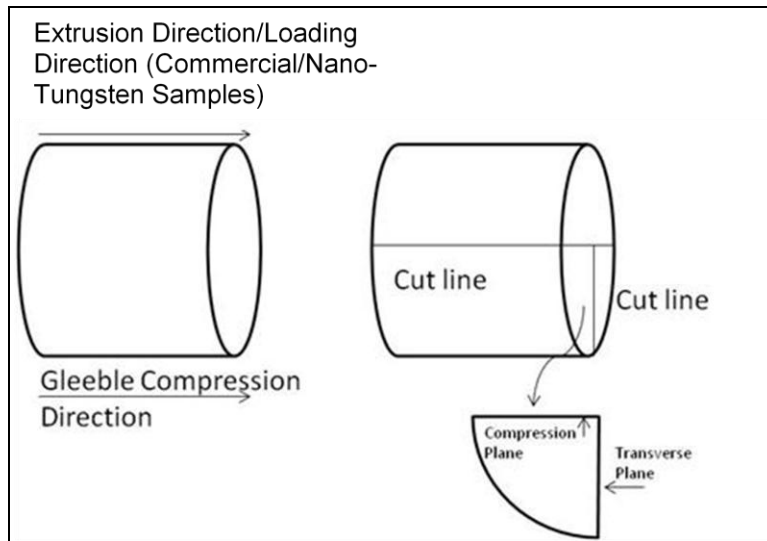 Extrusion Direction/Loading
Direction (Commercial/Nano-
Tungsten Samples)
Gleeble Compression
Direction
Cut line
Cut line
Compression
Plane
Transverse
Plane